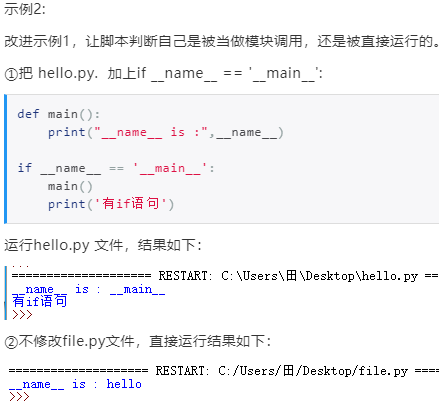 示例2:
改进示例1，让脚本判断自己是被当做模块调用，还是被直接运行的。
①把 hello.py.  加上if __name__ == '__main__':
def main():
    print("__name__ is :",__name__)
if __name__ == '__main__':
    main()
    print('有if语句')
运行hello.py 文件，结果如下：
=================== RESTART: C:\Users\田\Desktop\hello.py ==
__name__ is : __main__
有if语句
>>>
②不修改file.py文件，直接运行结果如下：
==================== RESTART: C:/Users/田/Desktop/file.py ====
__name__ is : hello
>>>